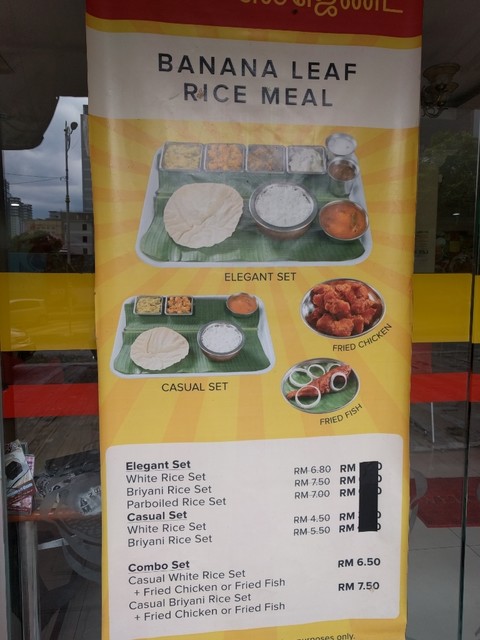 BANANA LEAF
RICE MEAL
ELEGANT SET
FRIED CHICKEN
CASUAL SET
FRIED FISH
Elegant Set
White Rice Set RM 6.80 RM
Briyani Rice Set RM 7.50 RM
Parboiled Rice Set RM 7.00 RM
Casual Set
White Rice Set RM 4.50 RM
Briyani Rice Set RM 5.50 RM
Combo Set
Casual White Rice Set RM 6.50
+ Fried Chicken or Fried Fish
Casual Briyani Rice Set RM 7.50
+ Fried Chicken or Fried Fish
purposes only.